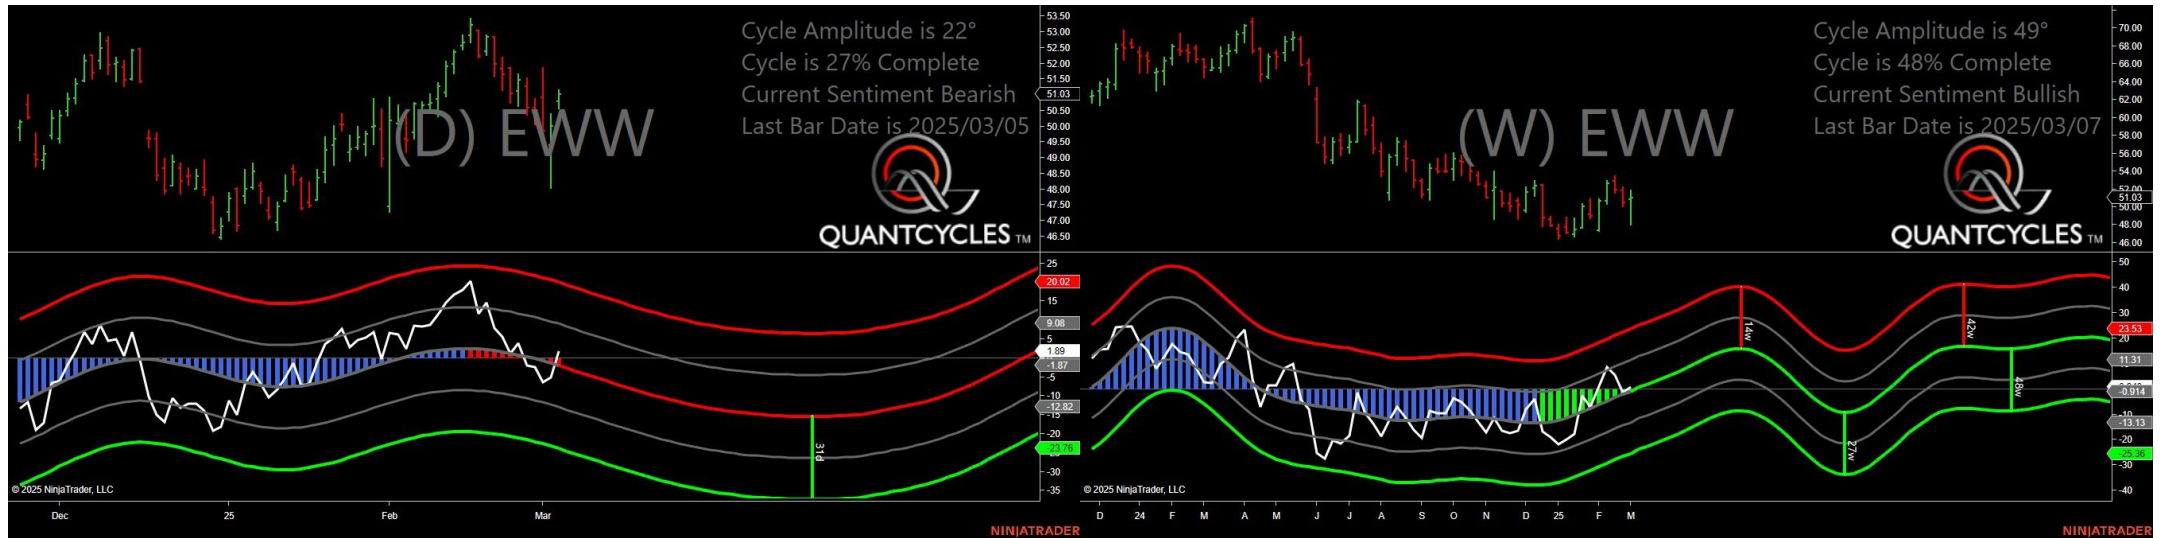 Cycle Amplitude is 22°
Cycle is 27% Complete
Current Sentiment Bearish
Last Bar Date is 2025/03/05
(D) EWW
QUANTCYCLES TM
53.50
53.00
52.50
52.00
51.50
51.03
50.50
50.00
49.50
49.00
48.50
48.00
47.50
47.00
46.50
25
20.02
15
9.08
5
1.89
-1.87
-5
-10
-12.82
-15
-20
-23.76
-30
-35
31d
© 2025 NinjaTrader, LLC
Dec
25
Feb
Mar
NINJATRADER
Cycle Amplitude is 49°
Cycle is 48% Complete
Current Sentiment Bullish
Last Bar Date is 2025/03/07
(W) EWW
QUANTCYCLES TM
70.00
68.00
66.00
64.00
62.00
60.00
58.00
56.00
54.00
52.00
51.03
50.00
48.00
46.00
50
40
30
23.53
20
11.31
-0.914
-10
-13.13
-20
-25.36
-30
-40
14w
27w
42w
48w
© 2025 NinjaTrader, LLC
D
24
F
M
A
M
J
J
A
S
O
N
D
25
F
M
NINJATRADER